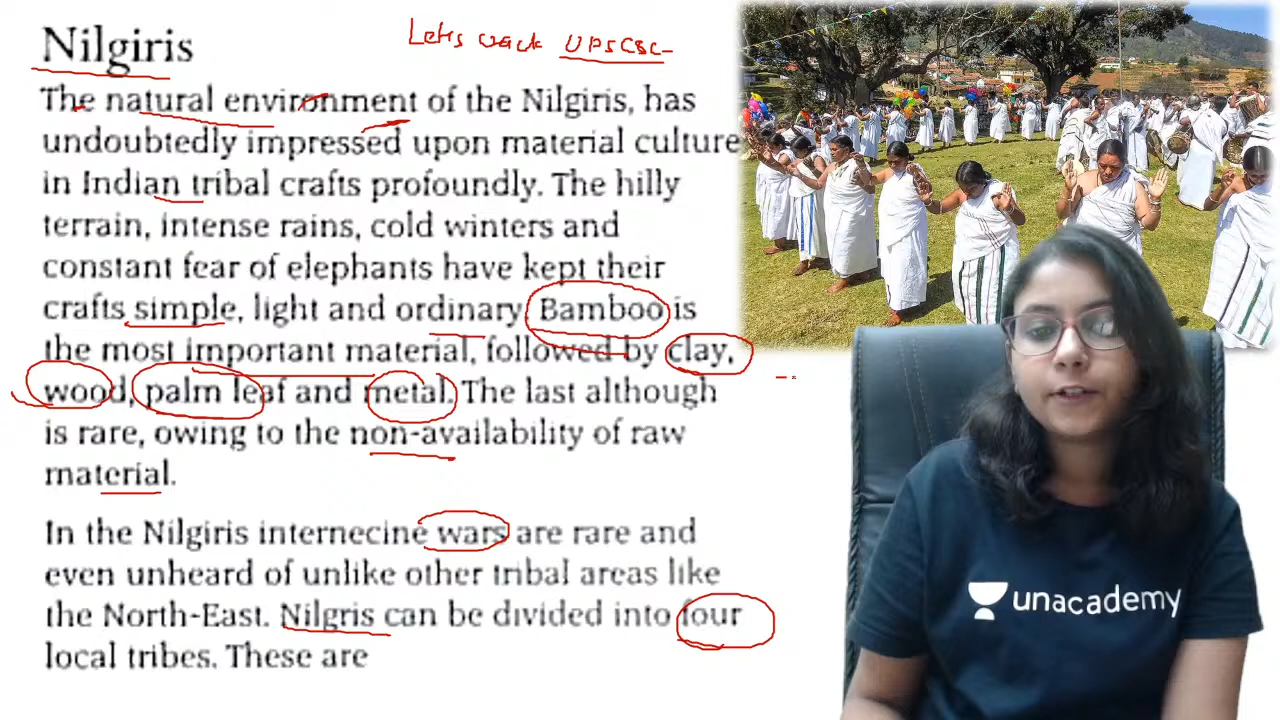 Nilgiris
Let's crack UPSC CSE
The natural environment of the Nilgiris, has
undoubtedly impressed upon material culture
in Indian tribal crafts profoundly. The hilly
terrain, intense rains, cold winters and
constant fear of elephants have kept their
crafts simple, light and ordinary. Bamboo is
the most important material, followed by clay,
wood, palm leaf and metal. The last although
is rare, owing to the non-availability of raw
material.
In the Nilgiris internecine wars are rare and
even unheard of unlike other tribal areas like
the North-East. Nilgris can be divided into four
local tribes. These are
unacademy